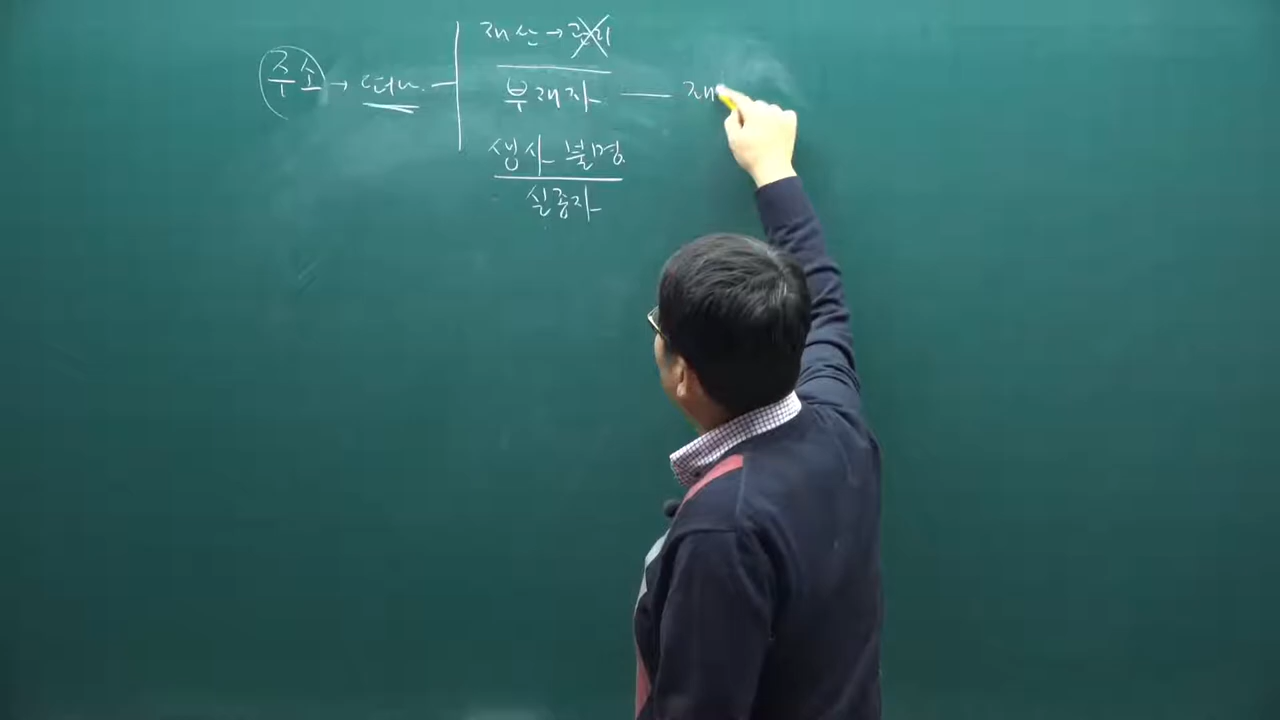 주소 → 떠나
재산 → 관리
부재자 — 재
생사 불명
실종자